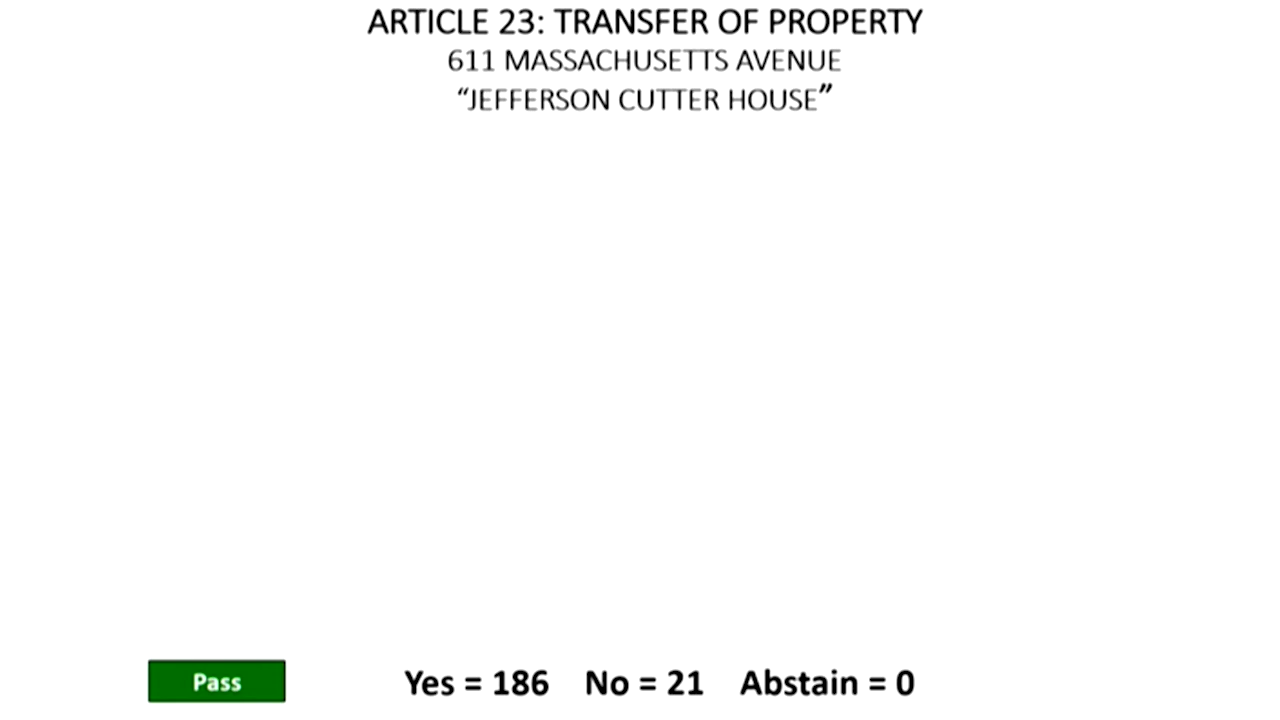 ARTICLE 23: TRANSFER OF PROPERTY
611 MASSACHUSETTS AVENUE
“JEFFERSON CUTTER HOUSE”
Pass Yes = 186 No = 21 Abstain = 0